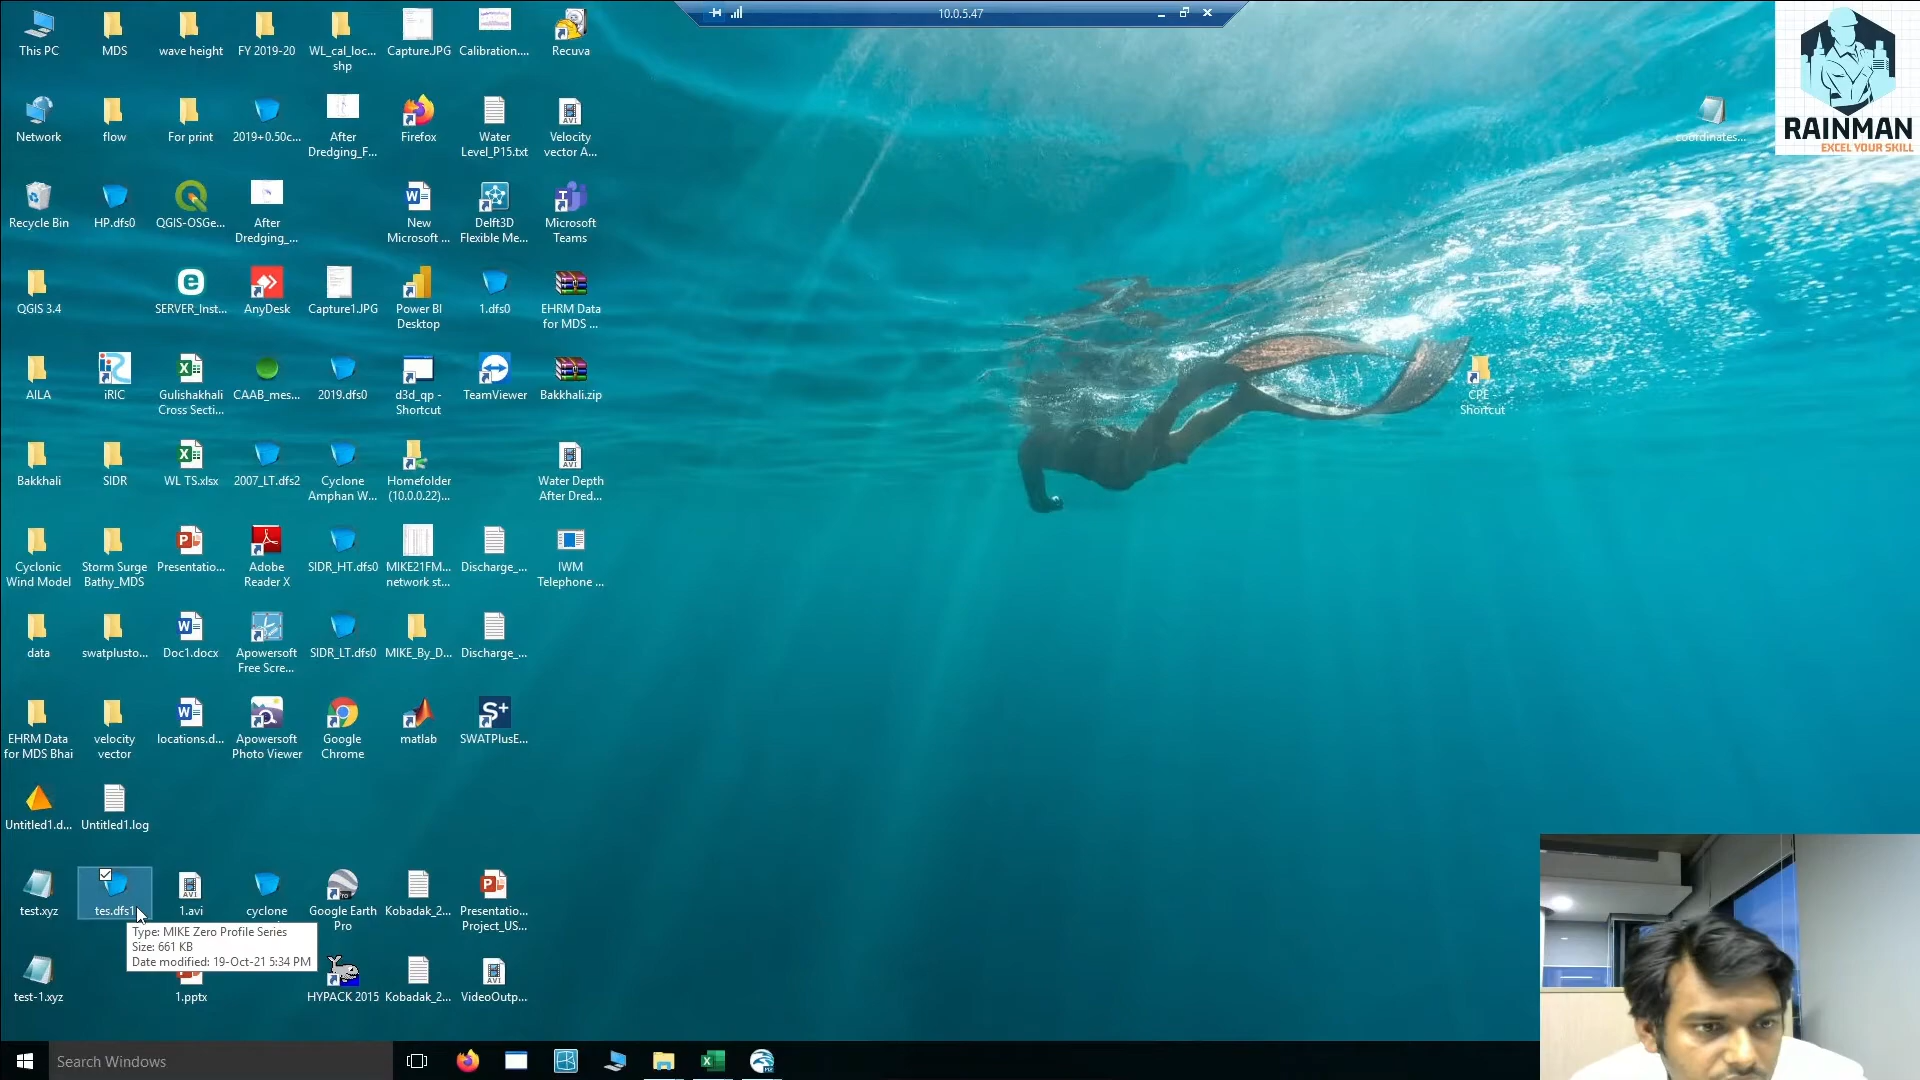 10.0.5.47
RAINMAN
EXCEL YOUR SKILL
This PC
MDS
wave height
FY 2019-20
WL_cal_loc...
shp
Capture.JPG
Calibration....
Recuva
Network
flow
For print
2019+0.50c...
After
Dredging_F...
Firefox
Water
Level_P15.txt
Velocity
vector A...
coordinates...
Recycle Bin
HP.dfs0
QGIS-OSGe...
After
Dredging_...
New
Microsoft ...
Delft3D
Flexible Me...
Microsoft
Teams
QGIS 3.4
SERVER_Inst...
AnyDesk
Capture1.JPG
Power BI
Desktop
1.dfs0
EHRM Data
for MDS ...
AILA
iRIC
Gulishakhali
Cross Secti...
CAAB_mes...
2019.dfs0
d3d_qp -
Shortcut
TeamViewer
Bakkhali.zip
CPE
Shortcut
Bakkhali
SIDR
WL TS.xlsx
2007_LT.dfs2
Cyclone
Amphan W...
Homefolder
(10.0.0.22)...
Water Depth
After Dred...
Cyclonic
Wind Model
Storm Surge
Bathy_MDS
Presentatio...
Adobe
Reader X
SIDR_HT.dfs0
MIKE21FM...
network st...
Discharge_...
IWM
Telephone ...
data
swatplusto...
Doc1.docx
Apowersoft
Free Scre...
SIDR_LT.dfs0
MIKE_By_D...
Discharge_...
EHRM Data
for MDS Bhai
velocity
vector
locations.d...
Apowersoft
Photo Viewer
Google
Chrome
matlab
SWATPlusE...
Untitled1.d...
Untitled1.log
test.xyz
tes.dfs1
1.avi
cyclone
Google Earth
Pro
Kobadak_2...
Presentatio...
Project_US...
Type: MIKE Zero Profile Series
Size: 661 KB
Date modified: 19-Oct-21 5:34 PM
test-1.xyz
1.pptx
HYPACK 2015
Kobadak_2...
VideoOutp...
Search Windows